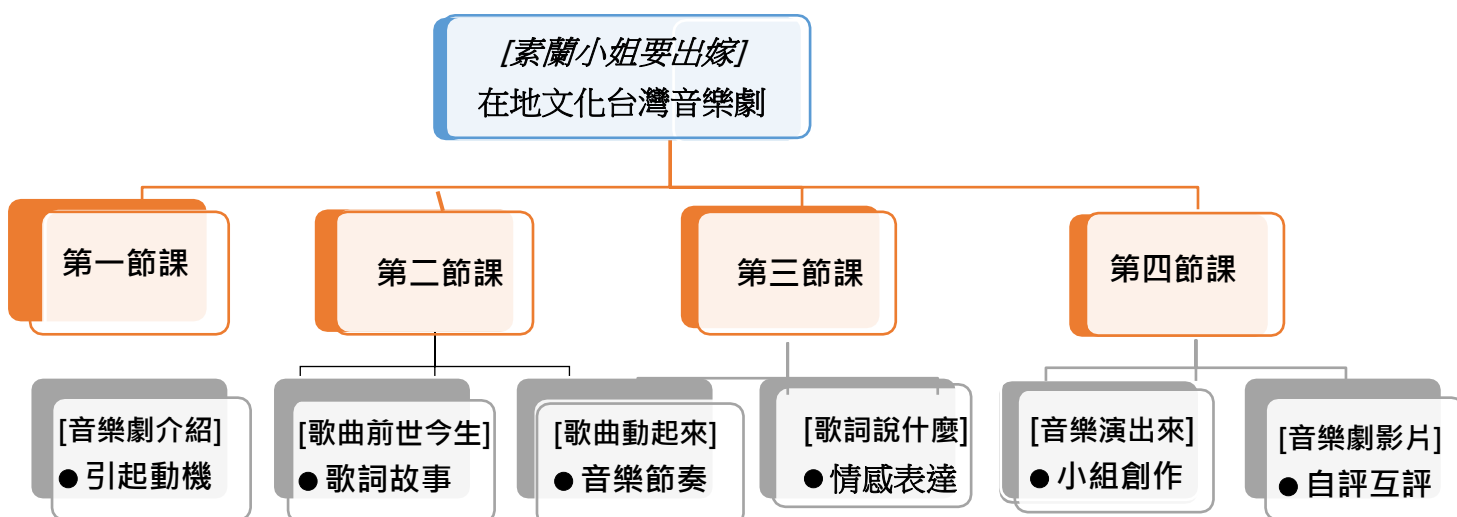 [素蘭小姐要出嫁]
在地文化台灣音樂劇
第一節課
第二節課
第三節課
第四節課
[音樂劇介紹]
●引起動機
[歌曲前世今生]
●歌詞故事
[歌曲動起來]
●音樂節奏
[歌詞說什麼]
●情感表達
[音樂演出來]
●小組創作
[音樂劇影片]
●自評互評